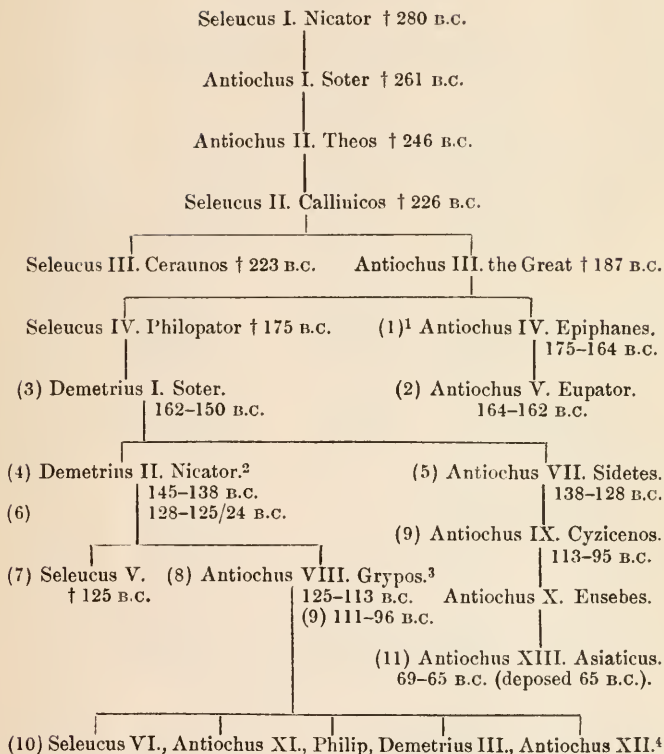 Seleucus I. Nicator † 280 B.C.
Antiochus I. Soter † 261 B.C.
Antiochus II. Theos † 246 B.C.
Seleucus II. Callinicos † 226 B.C.
Seleucus III. Ceraunos † 223 B.C. Antiochus III. the Great † 187 B.C.
Seleucus IV. Philopator † 175 B.C. (1)¹ Antiochus IV. Epiphanes.
175–164 B.C.
(3) Demetrius I. Soter. (2) Antiochus V. Eupator.
162–150 B.C. 164–162 B.C.
(4) Demetrius II. Nicator.² (5) Antiochus VII. Sidetes.
145–138 B.C. 138–128 B.C.
(6) 128–125/24 B.C.
(9) Antiochus IX. Cyzicenos.
113–95 B.C.
(7) Seleucus V. (8) Antiochus VIII. Grypos.³
† 125 B.C. 125–113 B.C. Antiochus X. Eusebes.
(9) 111–96 B.C.
(11) Antiochus XIII. Asiaticus.
69–65 B.C. (deposed 65 B.C.).
(10) Seleucus VI., Antiochus XI., Philip, Demetrius III., Antiochus XII.⁴